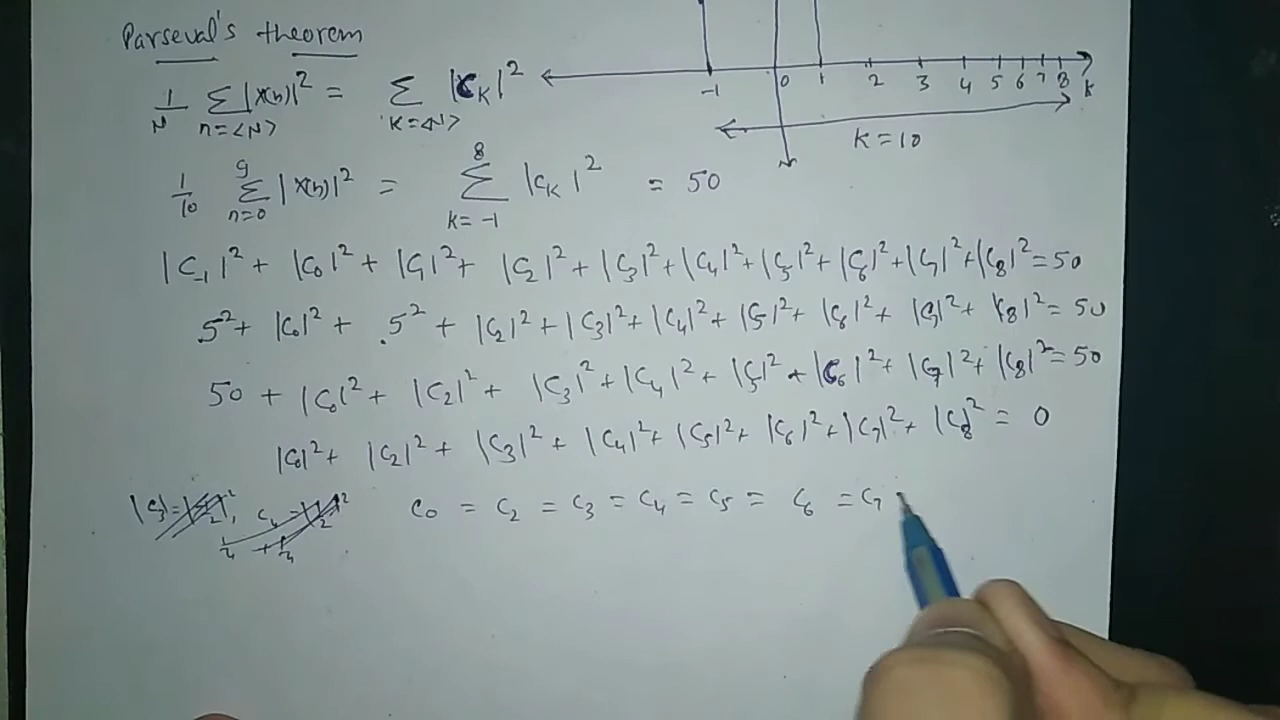 Parseval's theorem
1/N Σ_{n=<N>} |x(n)|² = Σ_{k=<N>} |C_K|²
-1 0 1 2 3 4 5 6 7 8 k
K=10
1/10 Σ_{n=0}^{9} |x(n)|² = Σ_{k=-1}^{8} |C_K|² = 50
|C_1|² + |C_0|² + |C_1|² + |C_2|² + |C_3|² + |C_4|² + |C_5|² + |C_6|² + |C_7|² + |C_8|² = 50
5² + |C_0|² + .5² + |C_2|² + |C_3|² + |C_4|² + |C_5|² + |C_6|² + |C_7|² + |C_8|² = 50
50 + |C_0|² + |C_2|² + |C_3|² + |C_4|² + |C_5|² + |C_6|² + |C_7|² + |C_8|² = 50
|C_0|² + |C_2|² + |C_3|² + |C_4|² + |C_5|² + |C_6|² + |C_7|² + |C_8|² = 0
C_0 = C_2 = C_3 = C_4 = C_5 = C_6 = C_7